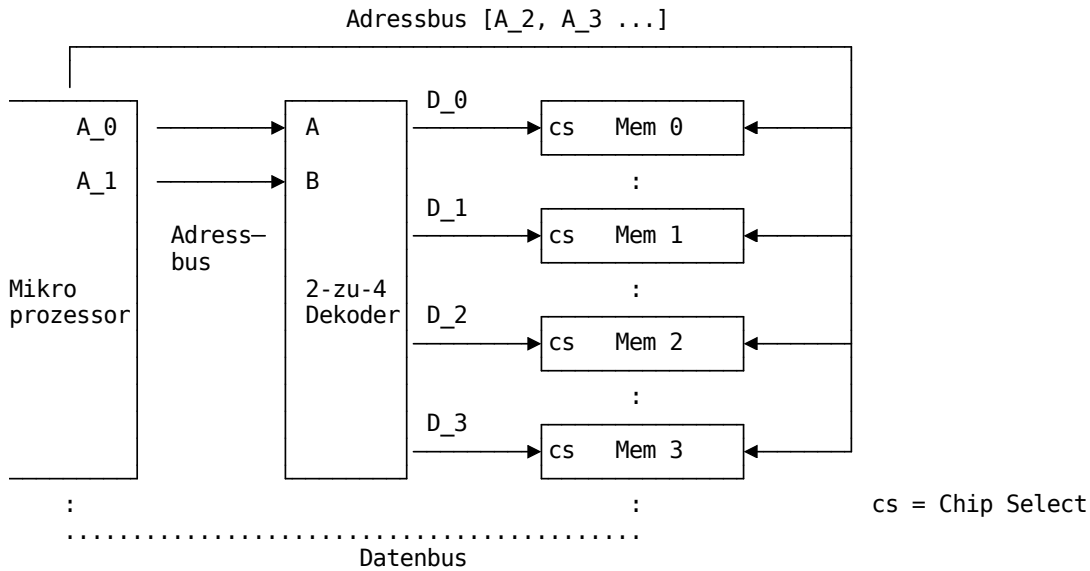 Adressbus [A_2, A_3 ...]
D_0
A_0 A cs Mem 0
A_1 B :
D_1
Adress– cs Mem 1
bus
Mikro 2-zu-4 :
prozessor Dekoder D_2
cs Mem 2
:
D_3
cs Mem 3
: : cs = Chip Select
...........................................
Datenbus